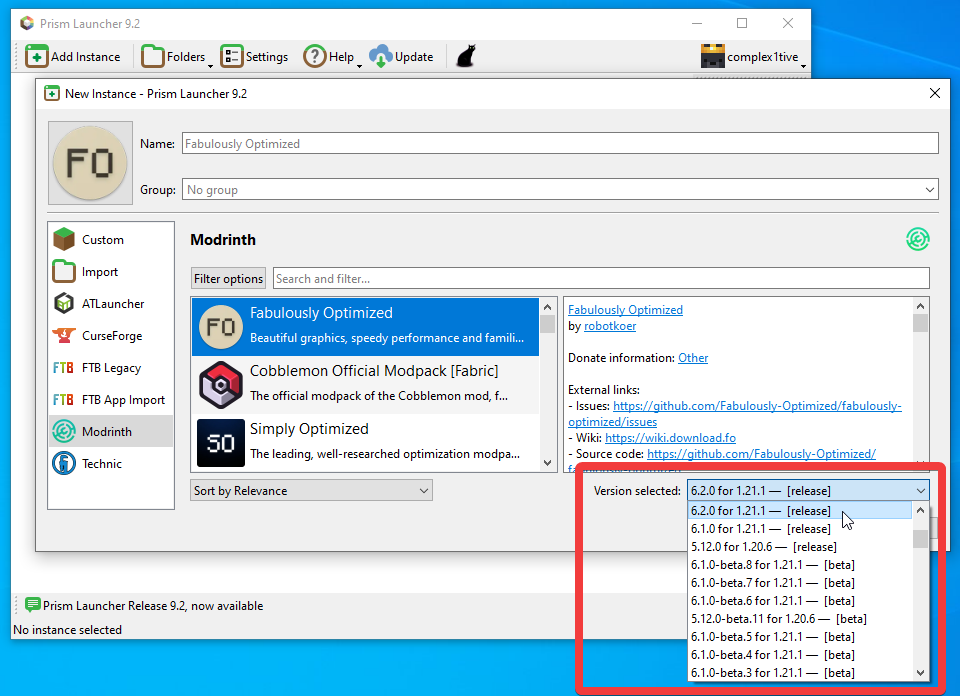 Prism Launcher 9.2
Add Instance
Folders
Settings
Help
Update
complex1tive
New Instance - Prism Launcher 9.2
FO
Name:
Fabulously Optimized
Group:
No group
Custom
Import
ATLauncher
CurseForge
FTB
FTB Legacy
FTB
FTB App Import
Modrinth
Technic
Modrinth
Filter options
Search and filter...
FO
Fabulously Optimized
Beautiful graphics, speedy performance and famili...
Cobblemon Official Modpack [Fabric]
The official modpack of the Cobblemon mod, f...
SO
Simply Optimized
The leading, well-researched optimization modpa...
Sort by Relevance
Fabulously Optimized
by robotkoer
Donate information: Other
External links:
- Issues: https://github.com/Fabulously-Optimized/fabulously-
optimized/issues
- Wiki: https://wiki.download.fo
- Source code: https://github.com/Fabulously-Optimized/
fabulously-optimized
Version selected:
6.2.0 for 1.21.1 — [release]
6.2.0 for 1.21.1 — [release]
6.1.0 for 1.21.1 — [release]
5.12.0 for 1.20.6 — [release]
6.1.0-beta.8 for 1.21.1 — [beta]
6.1.0-beta.7 for 1.21.1 — [beta]
6.1.0-beta.6 for 1.21.1 — [beta]
5.12.0-beta.11 for 1.20.6 — [beta]
6.1.0-beta.5 for 1.21.1 — [beta]
6.1.0-beta.4 for 1.21.1 — [beta]
6.1.0-beta.3 for 1.21.1 — [beta]
Prism Launcher Release 9.2, now available
No instance selected